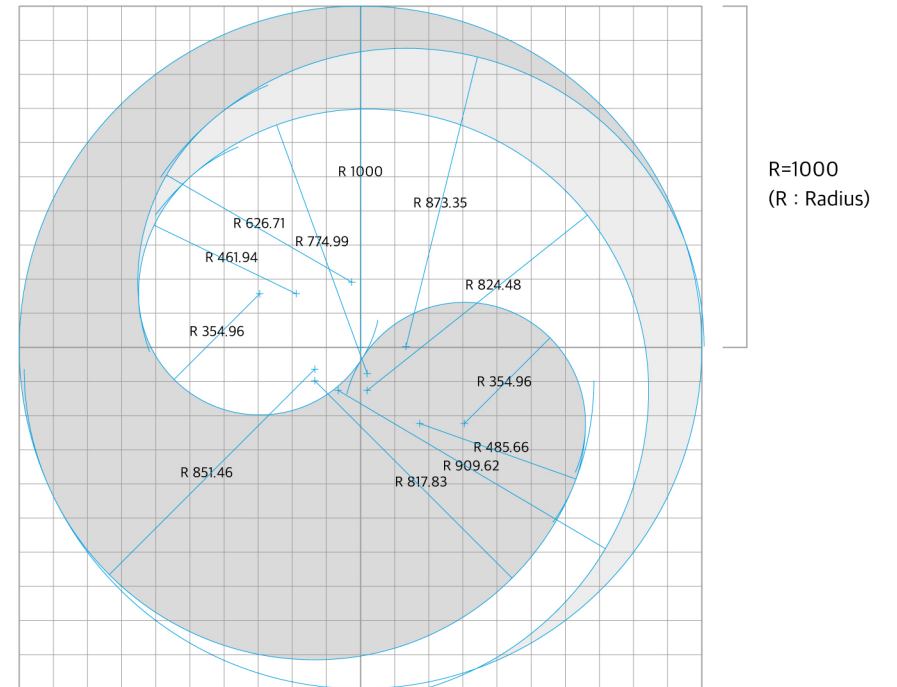 R=1000
(R : Radius)
R 1000
R 873.35
R 626.71
R 774.99
R 461.94
R 824.48
R 354.96
R 354.96
R 485.66
R 909.62
R 851.46
R 817.83